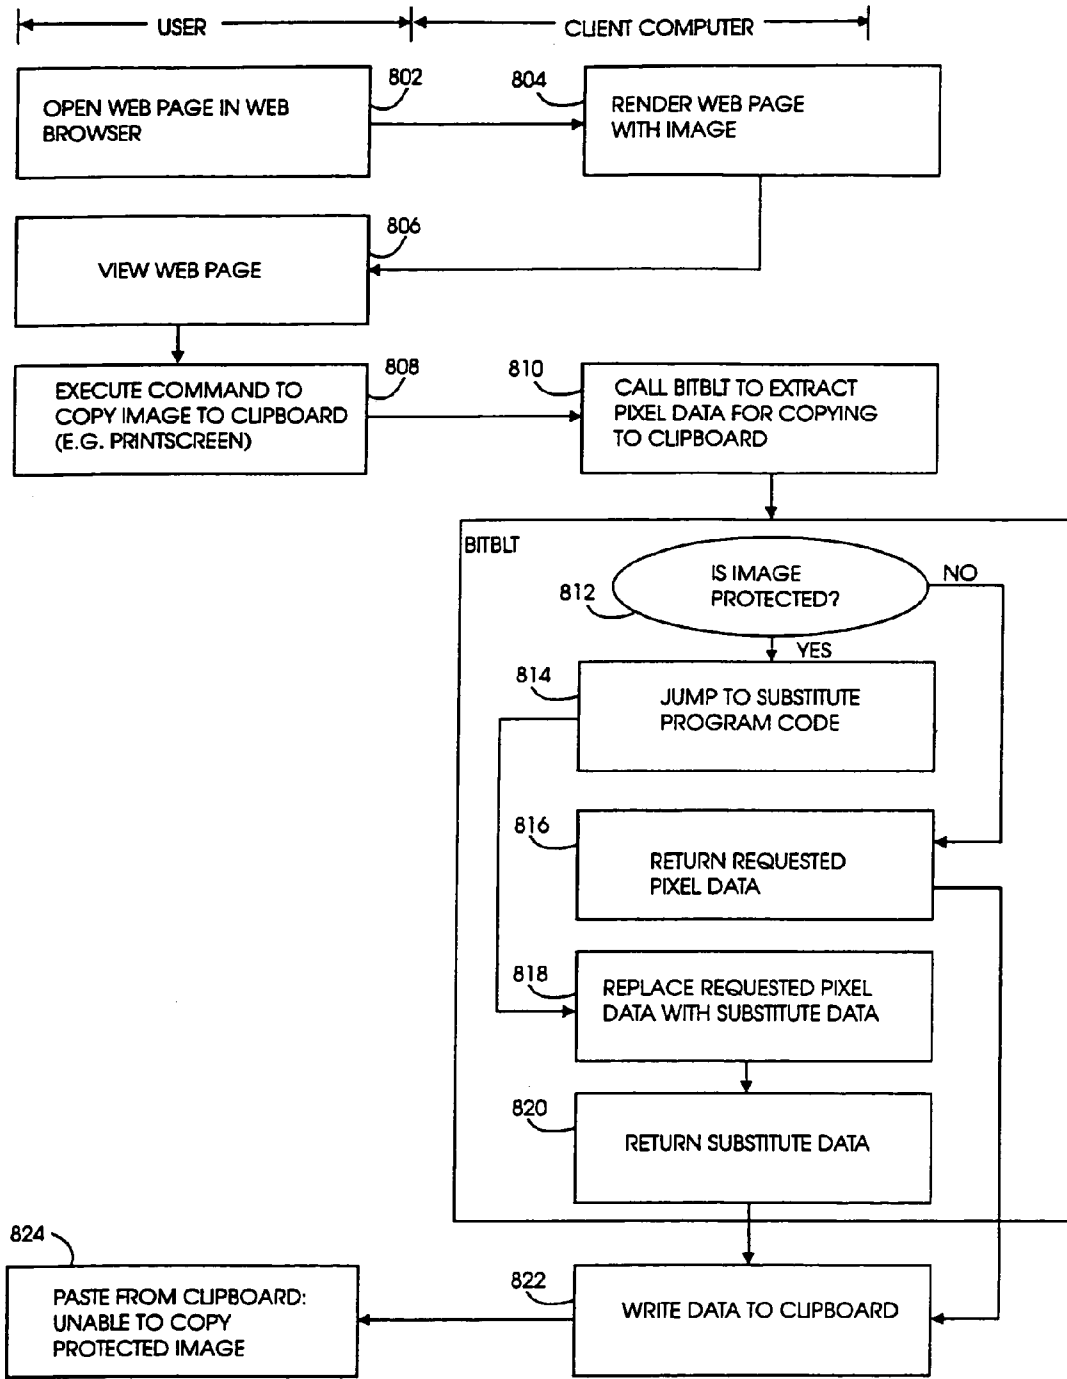 USER
CLIENT COMPUTER
802
OPEN WEB PAGE IN WEB
BROWSER
804
RENDER WEB PAGE
WITH IMAGE
806
VIEW WEB PAGE
808
EXECUTE COMMAND TO
COPY IMAGE TO CLIPBOARD
(E.G. PRINTSCREEN)
810
CALL BITBLT TO EXTRACT
PIXEL DATA FOR COPYING
TO CLIPBOARD
BITBLT
812
IS IMAGE
PROTECTED?
NO
YES
814
JUMP TO SUBSTITUTE
PROGRAM CODE
816
RETURN REQUESTED
PIXEL DATA
818
REPLACE REQUESTED PIXEL
DATA WITH SUBSTITUTE DATA
820
RETURN SUBSTITUTE DATA
822
WRITE DATA TO CLIPBOARD
824
PASTE FROM CLIPBOARD:
UNABLE TO COPY
PROTECTED IMAGE